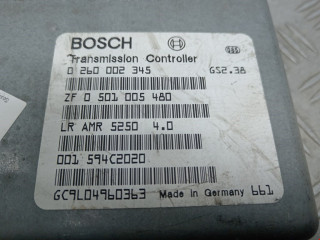 BOSCH
Transmission Controller
0 260 002 345 GS2.38
ZF 0 501 005 480
LR AMR 5250 4.0
001 594C2020
GC9L04960363 Made in Germany 661